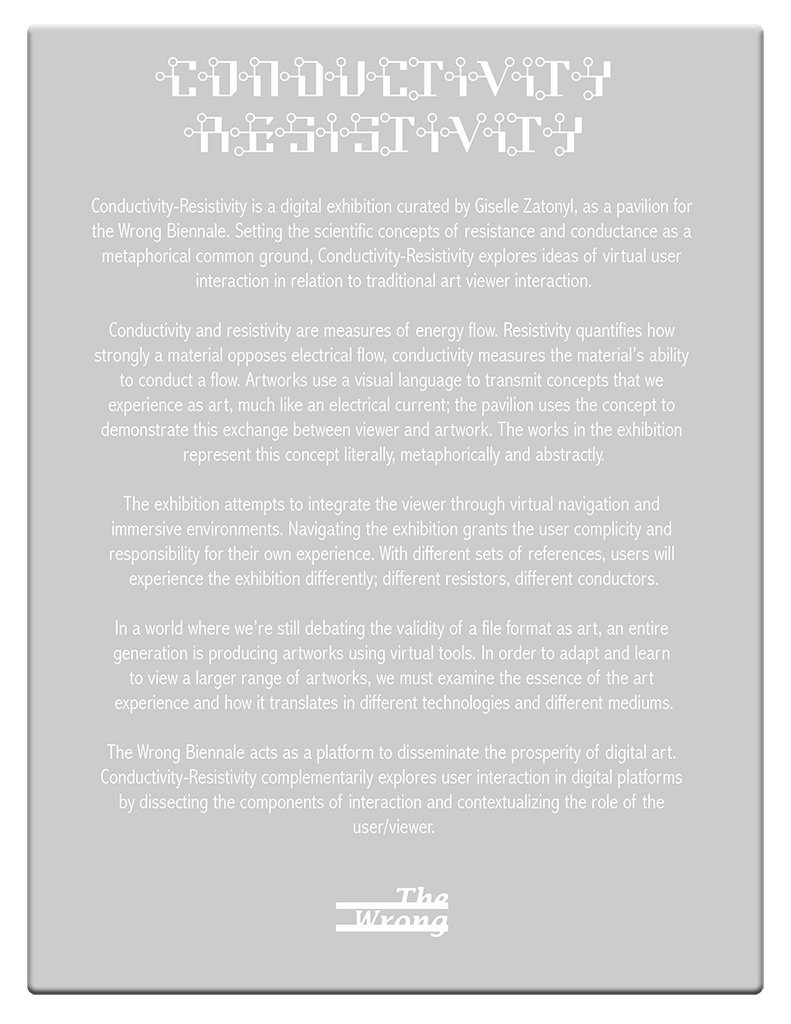 CONDUCTIVITY
RESISTIVITY
Conductivity-Resistivity is a digital exhibition curated by Giselle Zatonyl, as a pavilion for
the Wrong Biennale. Setting the scientific concepts of resistance and conductance as a
metaphorical common ground, Conductivity-Resistivity explores ideas of virtual user
interaction in relation to traditional art viewer interaction.
Conductivity and resistivity are measures of energy flow. Resistivity quantifies how
strongly a material opposes electrical flow, conductivity measures the material's ability
to conduct a flow. Artworks use a visual language to transmit concepts that we
experience as art, much like an electrical current; the pavilion uses the concept to
demonstrate this exchange between viewer and artwork. The works in the exhibition
represent this concept literally, metaphorically and abstractly.
The exhibition attempts to integrate the viewer through virtual navigation and
immersive environments. Navigating the exhibition grants the user complicity and
responsibility for their own experience. With different sets of references, users will
experience the exhibition differently; different resistors, different conductors.
In a world where we're still debating the validity of a file format as art, an entire
generation is producing artworks using virtual tools. In order to adapt and learn
to view a larger range of artworks, we must examine the essence of the art
experience and how it translates in different technologies and different mediums.
The Wrong Biennale acts as a platform to disseminate the prosperity of digital art.
Conductivity-Resistivity complementarily explores user interaction in digital platforms
by dissecting the components of interaction and contextualizing the role of the
user/viewer.
The
Wrong